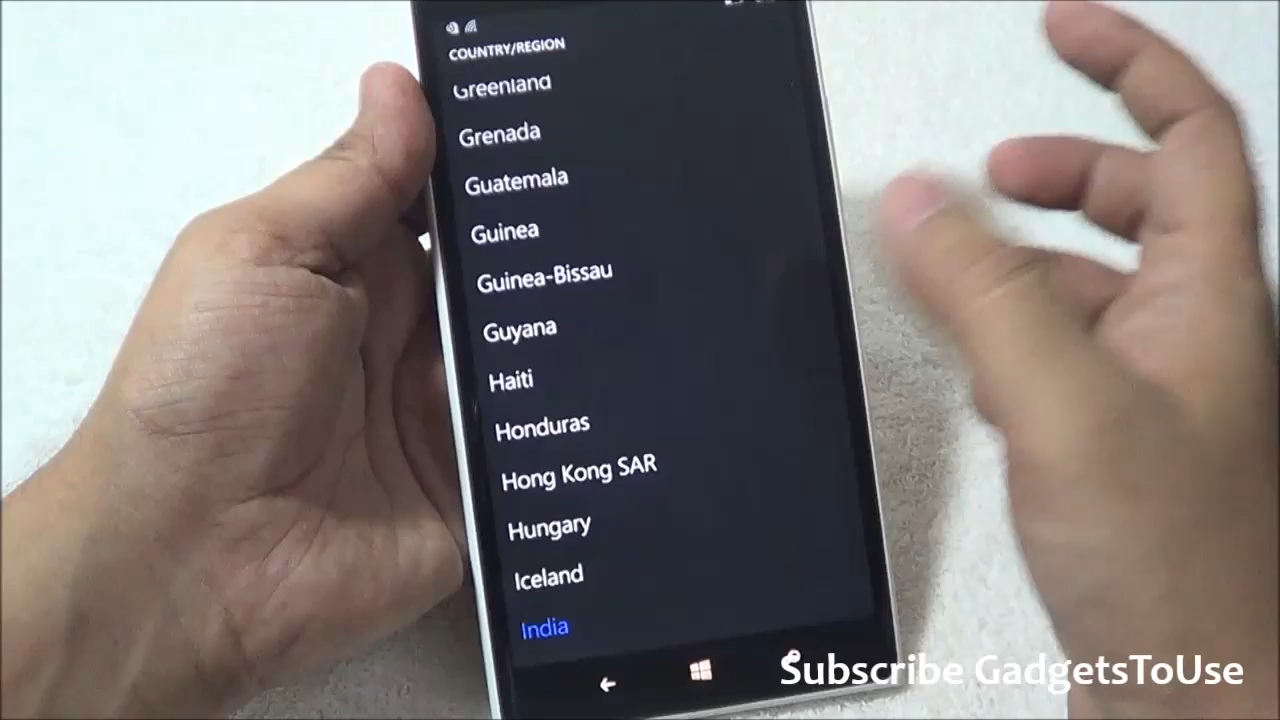 COUNTRY/REGION
Greenland
Grenada
Guatemala
Guinea
Guinea-Bissau
Guyana
Haiti
Honduras
Hong Kong SAR
Hungary
Iceland
India
Subscribe GadgetsToUse